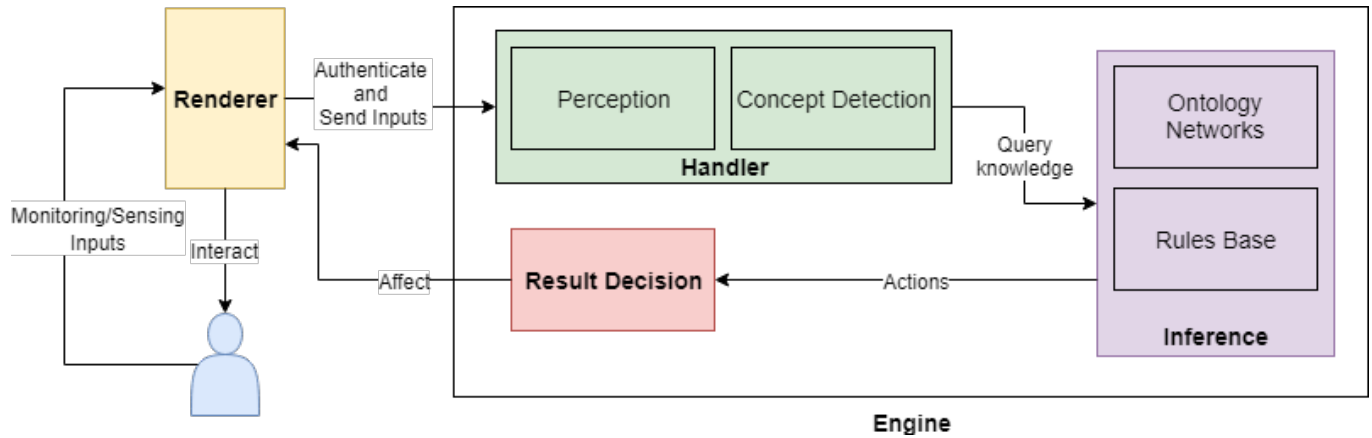 Renderer
Authenticate
and
Send Inputs
Perception
Concept Detection
Handler
Query
knowledge
Ontology
Networks
Rules Base
Inference
Monitoring/Sensing
Inputs
Interact
Affect
Result Decision
Actions
Engine